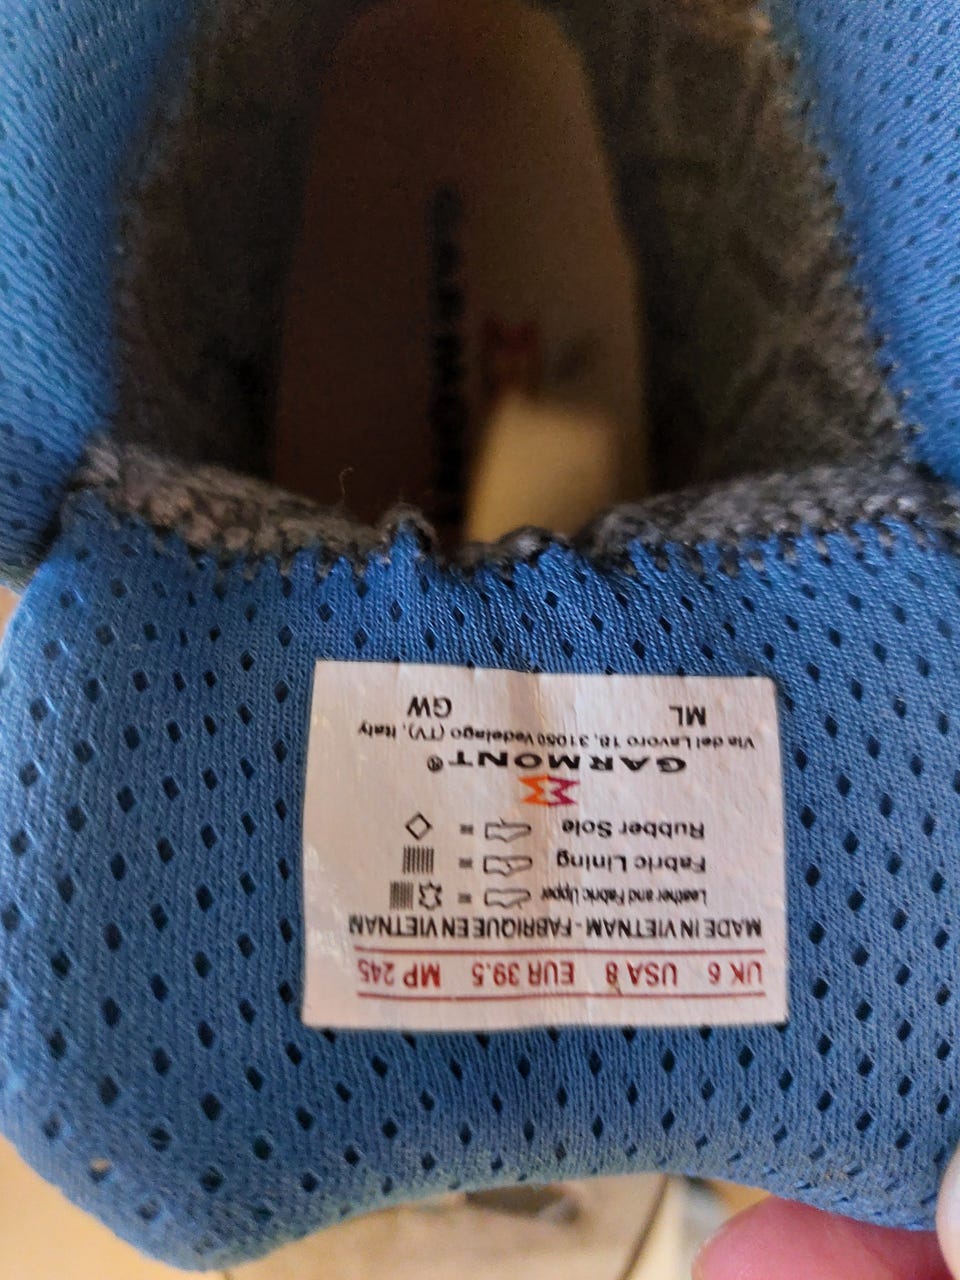 UK 6 USA 8 EUR 39.5 MP 245
MADE IN VIETNAM - FABRIQUE EN VIETNAM
Leather and Fabric Upper =
Fabric Lining =
Rubber Sole =
GARMONT®
Via del Lavoro 18, 31050 Vedelago (TV), Italy
ML GW